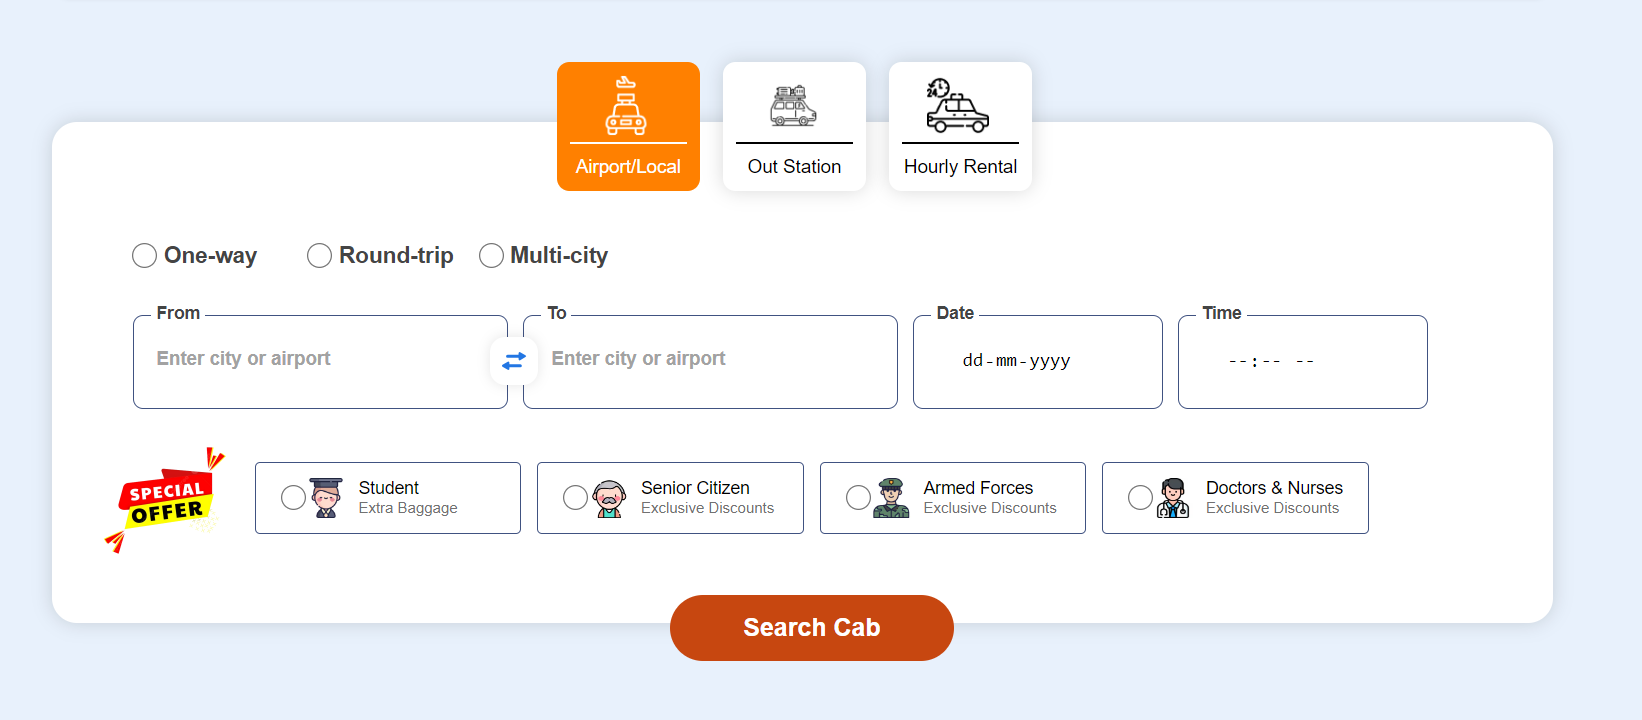 24
Airport/Local
Out Station
Hourly Rental
One-way
Round-trip
Multi-city
From
To
Date
Time
Enter city or airport
Enter city or airport
dd-mm-yyyy
--:-- --
SPECIAL
OFFER
Student
Extra Baggage
Senior Citizen
Exclusive Discounts
Armed Forces
Exclusive Discounts
Doctors & Nurses
Exclusive Discounts
Search Cab